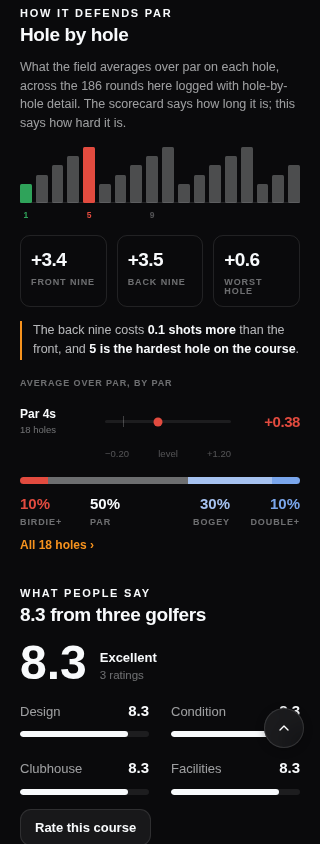 HOW IT DEFENDS PAR
Hole by hole
What the field averages over par on each hole,
across the 186 rounds here logged with hole-by-
hole detail. The scorecard says how long it is; this
says how hard it is.
1 5 9
+3.4 +3.5 +0.6
FRONT NINE BACK NINE WORST
HOLE
The back nine costs 0.1 shots more than the
front, and 5 is the hardest hole on the course.
AVERAGE OVER PAR, BY PAR
Par 4s +0.38
18 holes
−0.20 level +1.20
10% 50% 30% 10%
BIRDIE+ PAR BOGEY DOUBLE+
All 18 holes ›
WHAT PEOPLE SAY
8.3 from three golfers
8.3 Excellent
3 ratings
Design 8.3 Condition
Clubhouse 8.3 Facilities 8.3
Rate this course